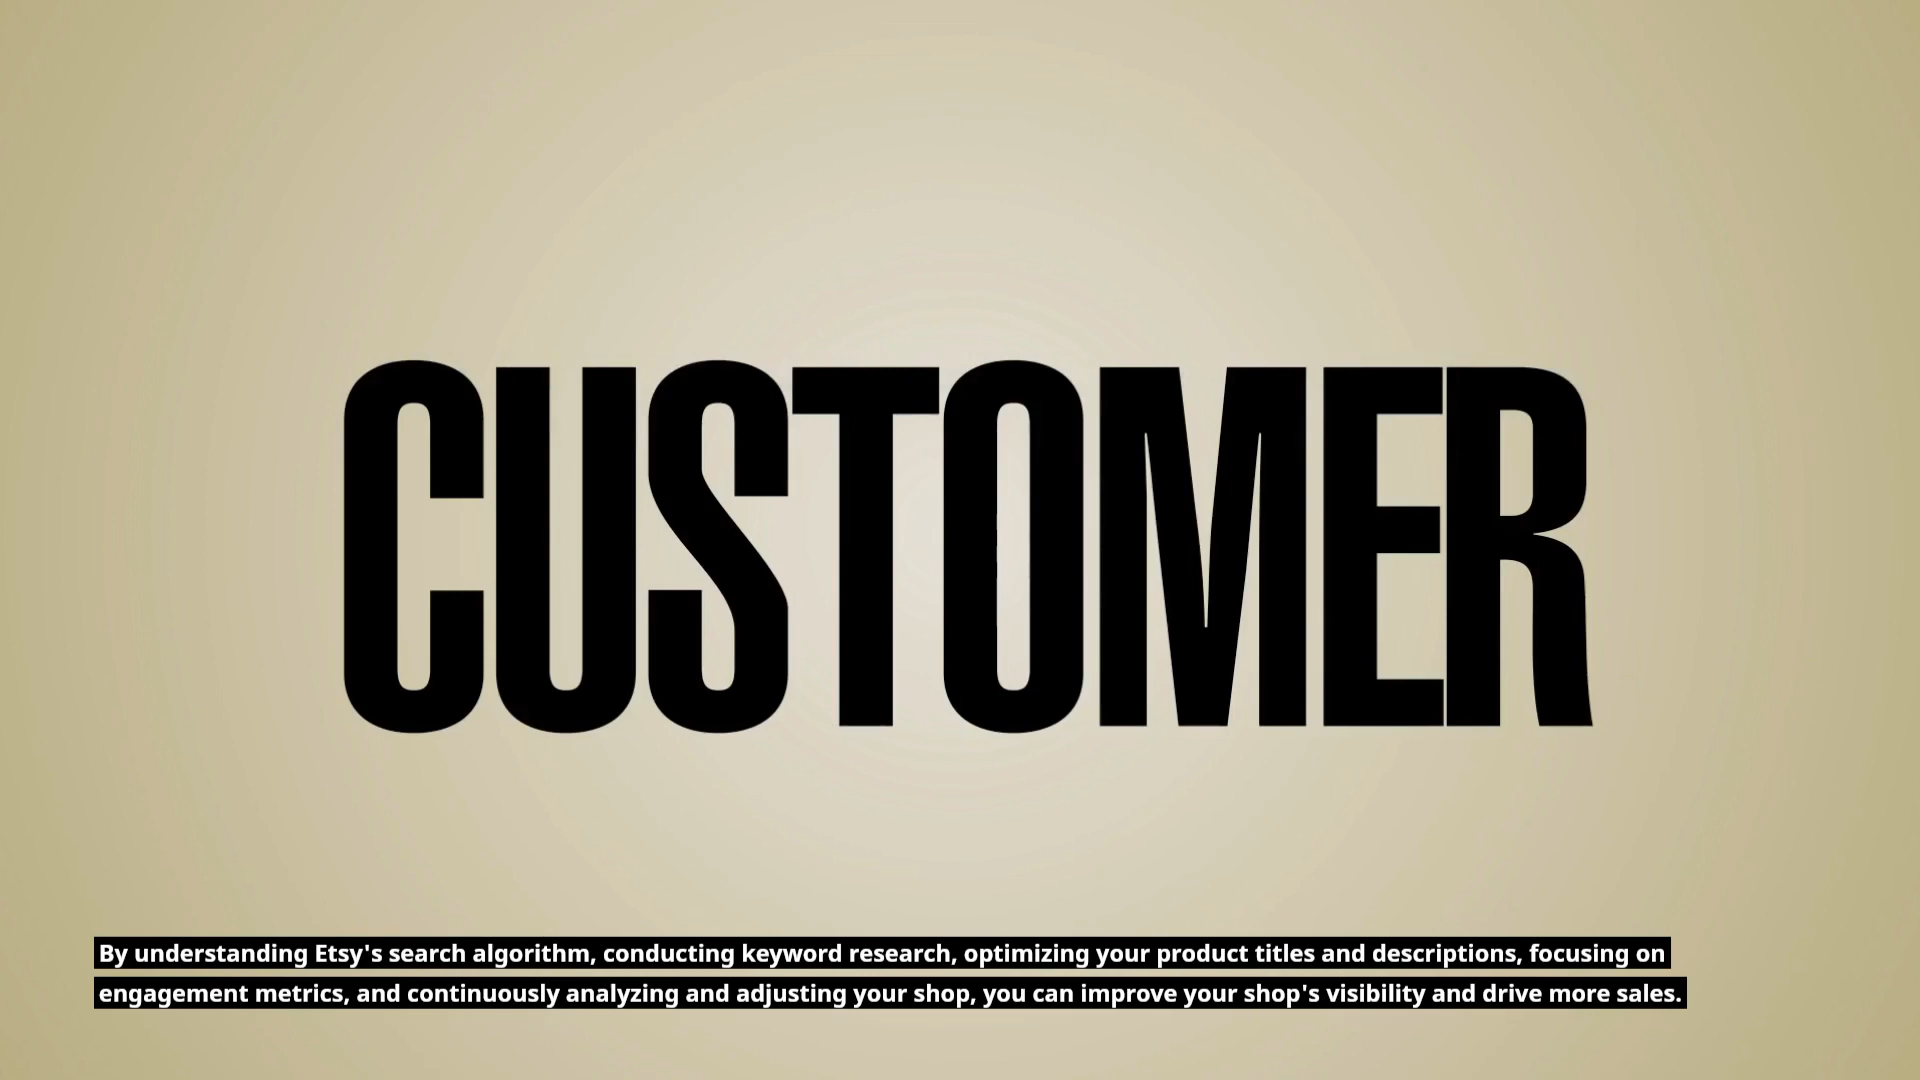 CUSTOMER
By understanding Etsy's search algorithm, conducting keyword research, optimizing your product titles and descriptions, focusing on
engagement metrics, and continuously analyzing and adjusting your shop, you can improve your shop's visibility and drive more sales.